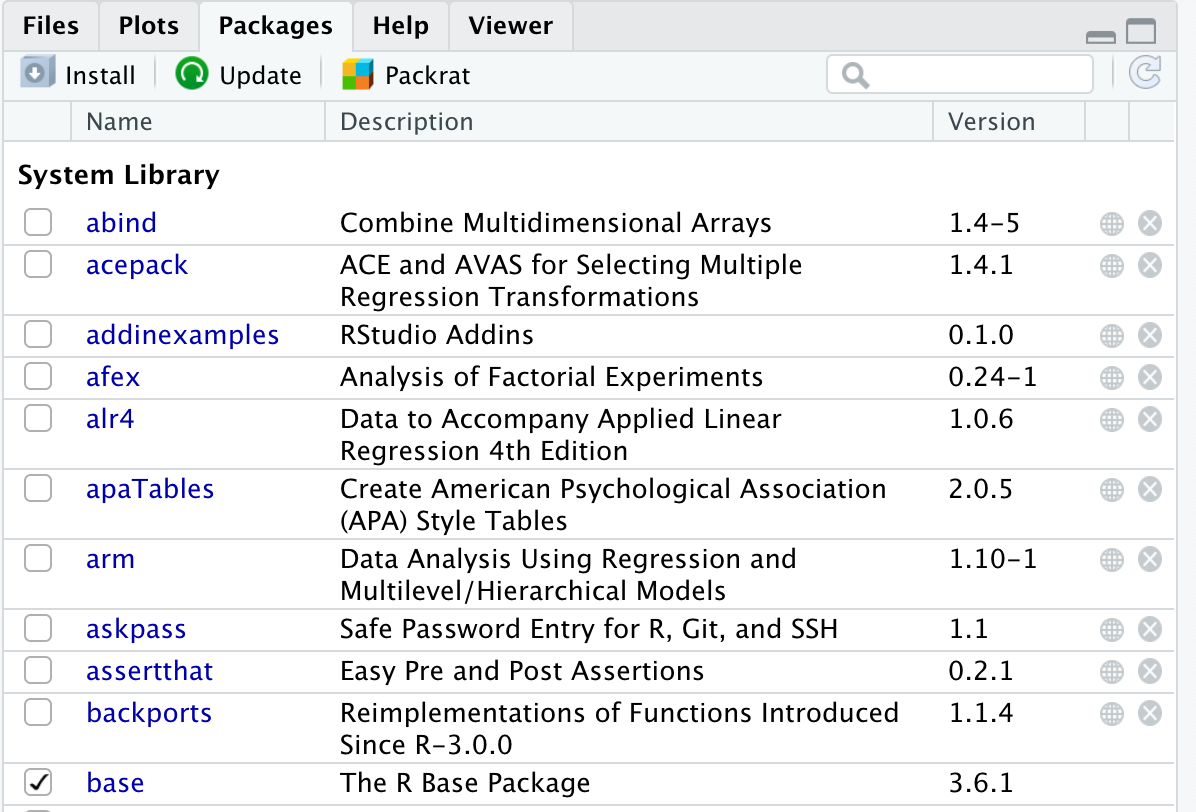 Files Plots Packages Help Viewer
Install Update Packrat
Name Description Version
System Library
abind Combine Multidimensional Arrays 1.4-5
acepack ACE and AVAS for Selecting Multiple 1.4.1
Regression Transformations
addinexamples RStudio Addins 0.1.0
afex Analysis of Factorial Experiments 0.24-1
alr4 Data to Accompany Applied Linear 1.0.6
Regression 4th Edition
apaTables Create American Psychological Association 2.0.5
(APA) Style Tables
arm Data Analysis Using Regression and 1.10-1
Multilevel/Hierarchical Models
askpass Safe Password Entry for R, Git, and SSH 1.1
assertthat Easy Pre and Post Assertions 0.2.1
backports Reimplementations of Functions Introduced 1.1.4
Since R-3.0.0
base The R Base Package 3.6.1